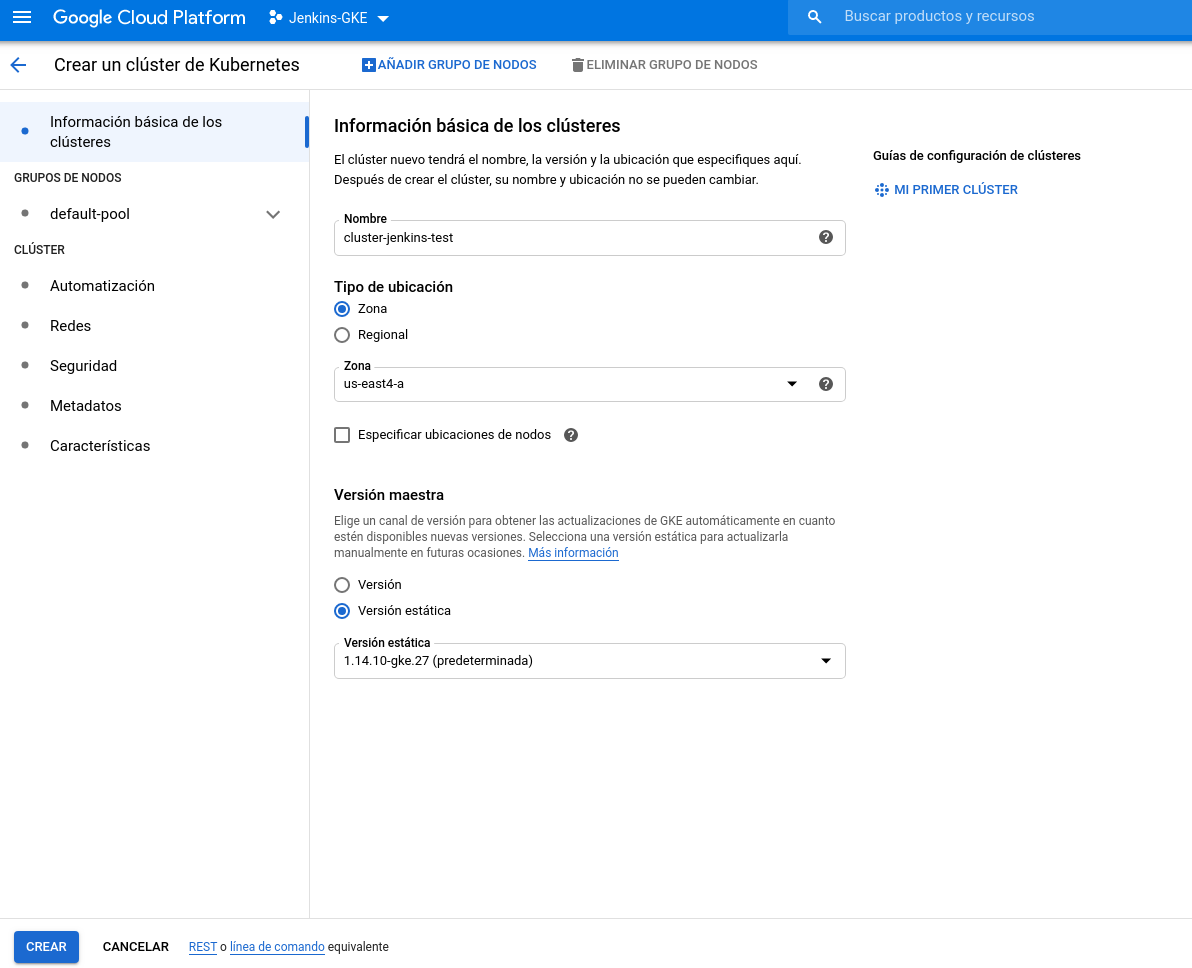 Google Cloud Platform
Jenkins-GKE
Buscar productos y recursos
Crear un clúster de Kubernetes
AÑADIR GRUPO DE NODOS
ELIMINAR GRUPO DE NODOS
Información básica de los
clústeres
GRUPOS DE NODOS
default-pool
CLÚSTER
Automatización
Redes
Seguridad
Metadatos
Características
Información básica de los clústeres
El clúster nuevo tendrá el nombre, la versión y la ubicación que especifiques aquí.
Después de crear el clúster, su nombre y ubicación no se pueden cambiar.
Nombre
cluster-jenkins-test
Tipo de ubicación
Zona
Regional
Zona
us-east4-a
Especificar ubicaciones de nodos
Versión maestra
Elige un canal de versión para obtener las actualizaciones de GKE automáticamente en cuanto
estén disponibles nuevas versiones. Selecciona una versión estática para actualizarla
manualmente en futuras ocasiones. Más información
Versión
Versión estática
Versión estática
1.14.10-gke.27 (predeterminada)
Guías de configuración de clústeres
MI PRIMER CLÚSTER
CREAR
CANCELAR
REST o línea de comando equivalente